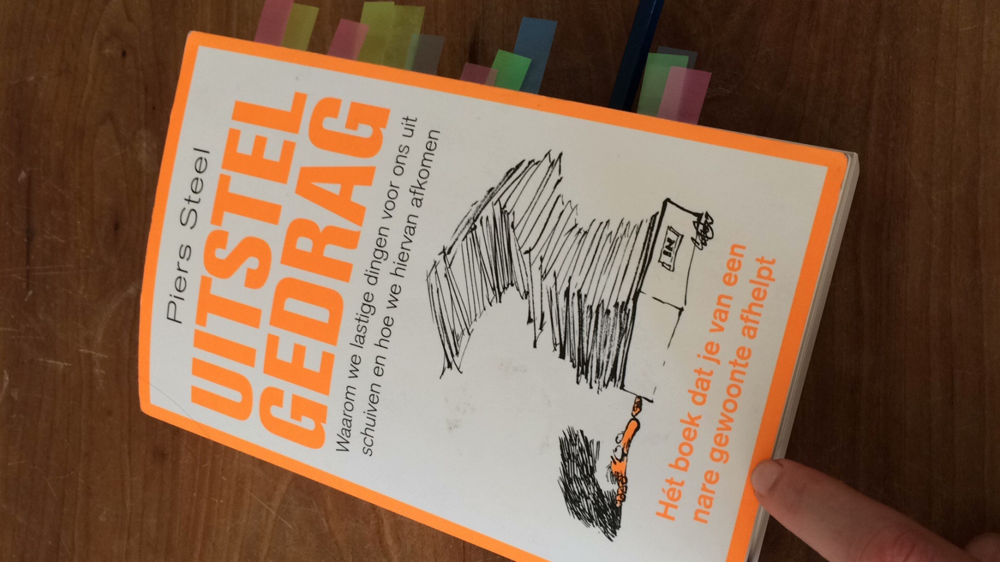 Piers Steel
UITSTEL
GEDRAG
Waarom we lastige dingen voor ons uit
schuiven en hoe we hiervan afkomen
IN
Hét boek dat je van een
nare gewoonte afhelpt